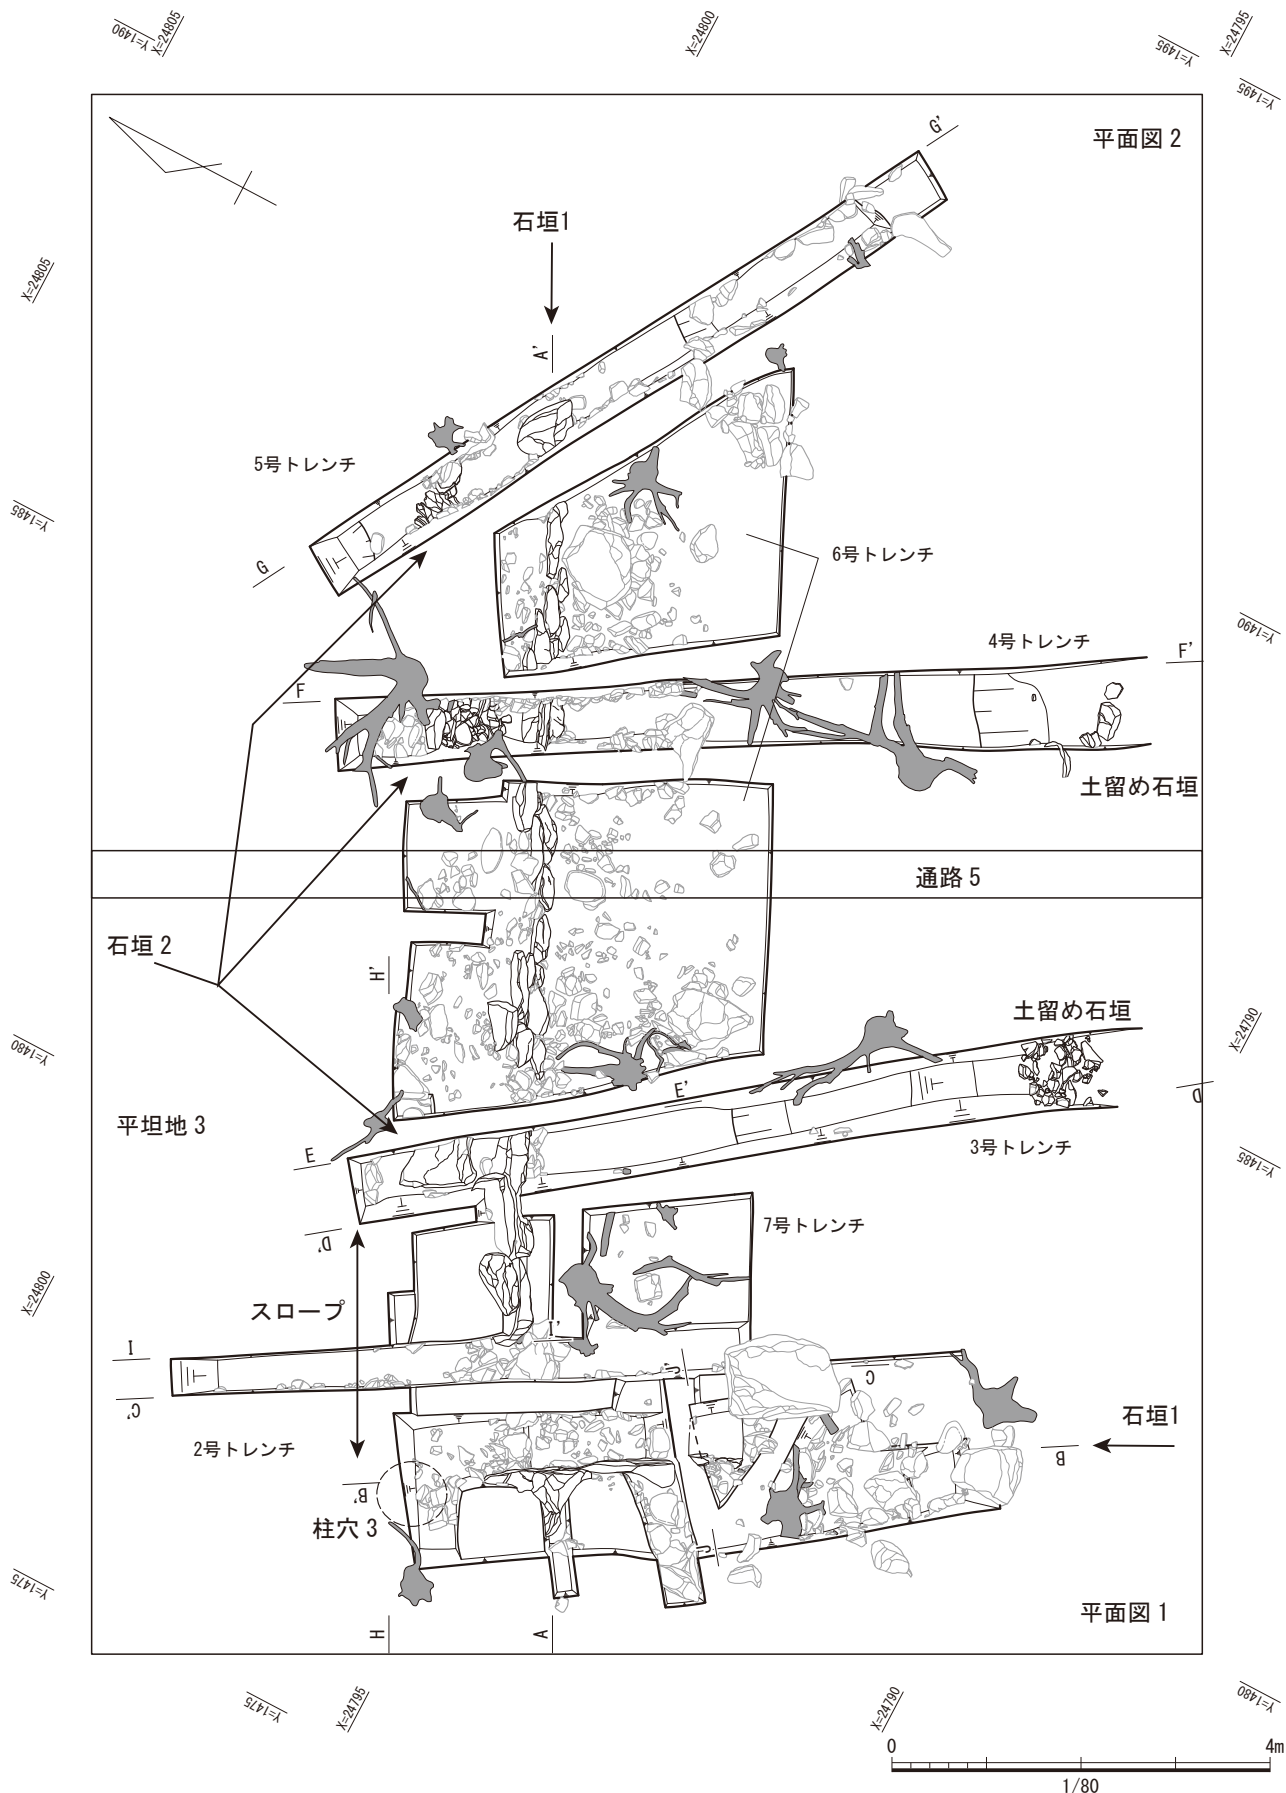 Y=1490
X=24805
X=24800
Y=1495
X=24795
Y=1495
平面図 2
G'
石垣1
X=24805
A'
5号トレンチ
Y=1485
6号トレンチ
G
Y=1490
4号トレンチ
F'
F
土留め石垣
通路 5
石垣 2
H'
土留め石垣
X=24790
Y=1480
E'
D
平坦地 3
3号トレンチ
E
Y=1485
7号トレンチ
D'
X=24800
スロープ
I'
I
J'
C
C'
石垣1
2号トレンチ
B
B'
柱穴 3
J
Y=1475
平面図 1
H
A
Y=1475
X=24795
X=24790
Y=1480
0
4m
1/80